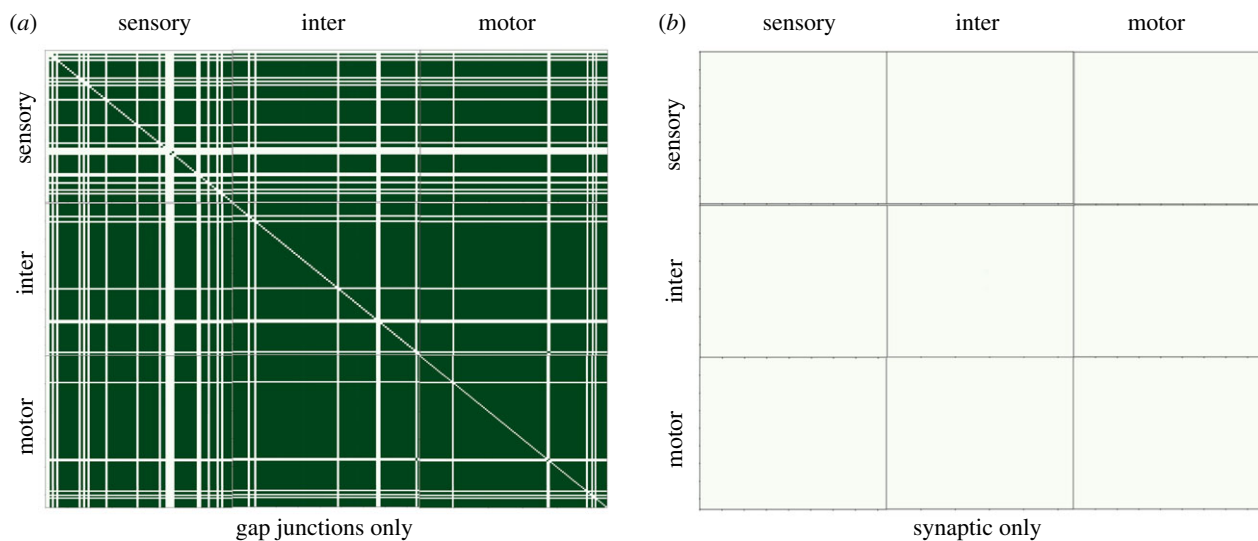 (a) sensory inter motor
sensory
inter
motor
gap junctions only
(b) sensory inter motor
sensory
inter
motor
synaptic only